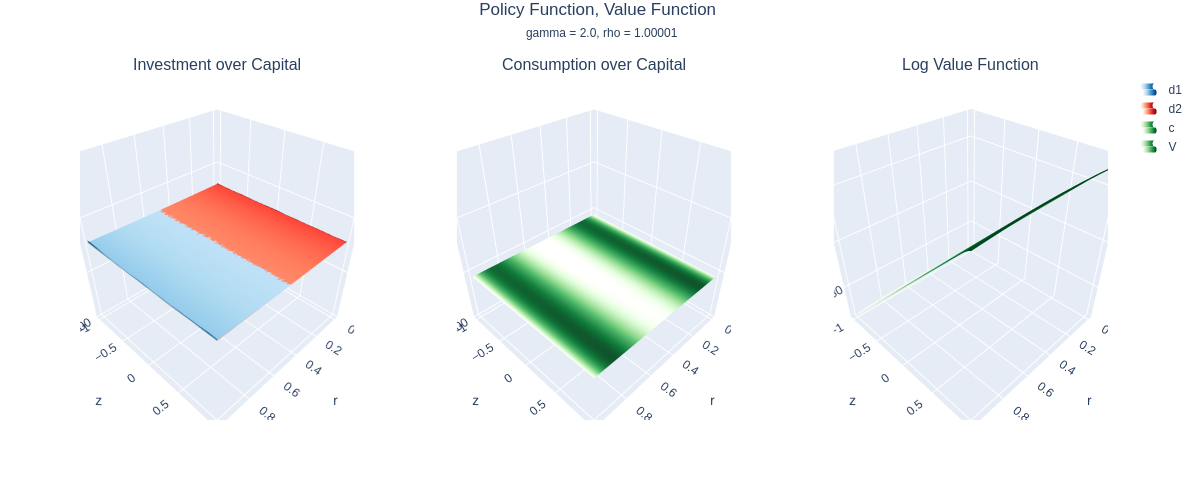 Policy Function, Value Function
gamma = 2.0, rho = 1.00001
Investment over Capital
Consumption over Capital
Log Value Function
d1
d2
c
V
−0.5
0
0.5
z
0.2
0.4
0.6
0.8
r
−0.5
0
0.5
z
0.2
0.4
0.6
0.8
r
−1
−0.5
0
0.5
z
0.2
0.4
0.6
0.8
r